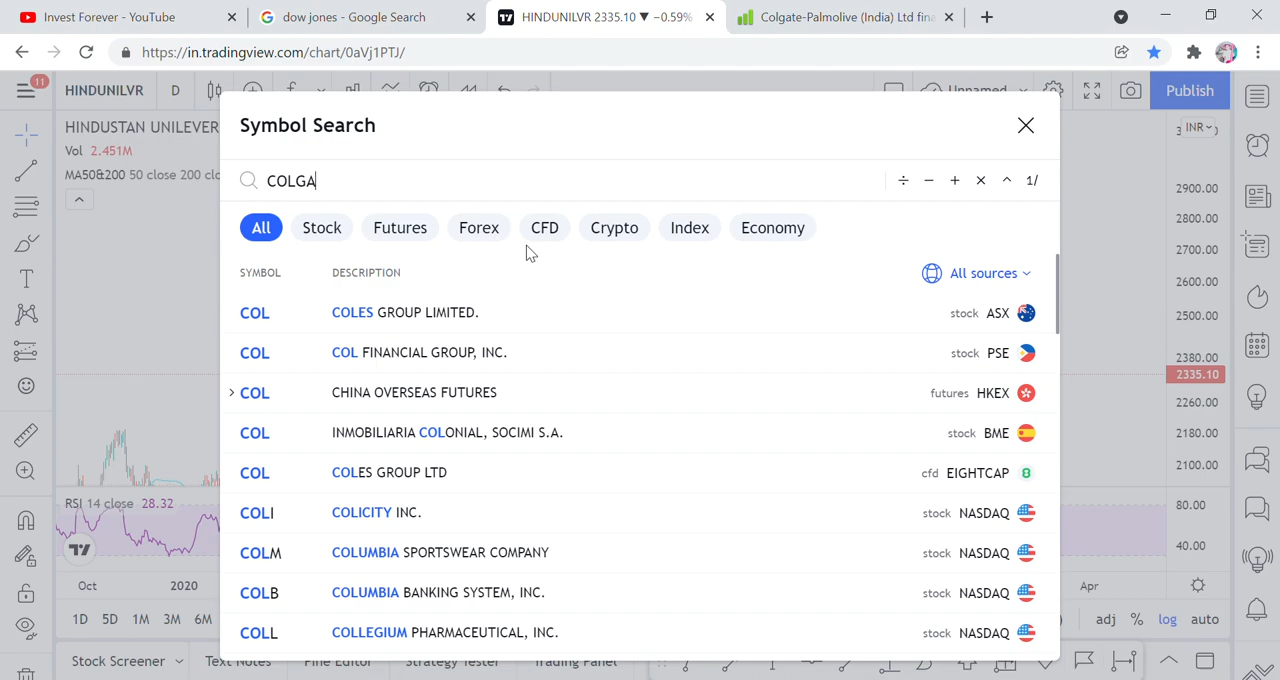 Invest Forever - YouTube
dow jones - Google Search
HINDUNILVR 2335.10 ▼ −0.59%
Colgate-Palmolive (India) Ltd fina
https://in.tradingview.com/chart/0aVj1PTJ/
11
HINDUNILVR
D
Unnamed
Publish
HINDUSTAN UNILEVER
Vol 2.451M
MA50&200 50 close 200 clo
Symbol Search
COLGA
÷ − + × ^ 1/
All Stock Futures Forex CFD Crypto Index Economy
SYMBOL DESCRIPTION All sources
COL COLES GROUP LIMITED. stock ASX
COL COL FINANCIAL GROUP, INC. stock PSE
COL CHINA OVERSEAS FUTURES futures HKEX
COL INMOBILIARIA COLONIAL, SOCIMI S.A. stock BME
COL COLES GROUP LTD cfd EIGHTCAP 8
COLI COLICITY INC. stock NASDAQ
COLM COLUMBIA SPORTSWEAR COMPANY stock NASDAQ
COLB COLUMBIA BANKING SYSTEM, INC. stock NASDAQ
COLL COLLEGIUM PHARMACEUTICAL, INC. stock NASDAQ
INR
2900.00
2800.00
2700.00
2600.00
2500.00
2380.00
2335.10
2260.00
2180.00
2100.00
80.00
40.00
RSI 14 close 28.32
Oct 2020 Apr
1D 5D 1M 3M 6M
adj % log auto
Stock Screener Text Notes Pine Editor Strategy Tester Trading Panel